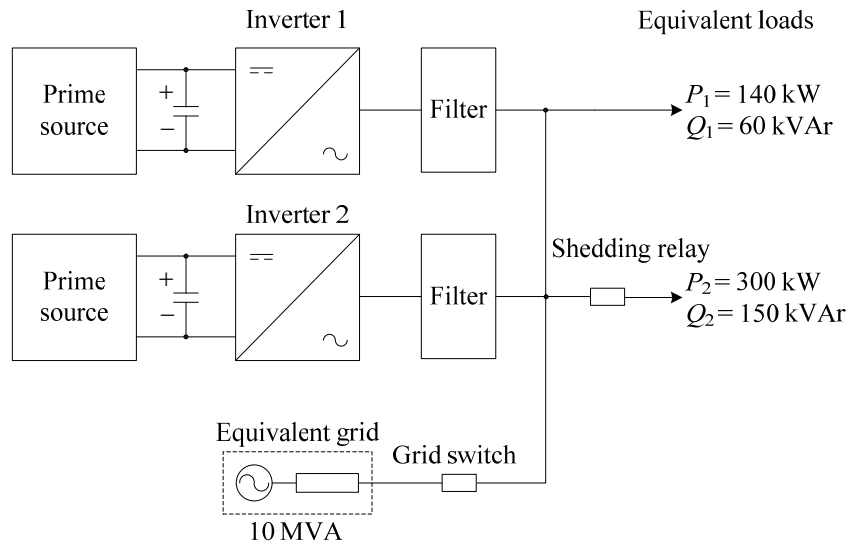 Inverter 1
Equivalent loads
Prime
source
+
−
Filter
P1 = 140 kW
Q1 = 60 kVAr
Inverter 2
Shedding relay
Prime
source
+
−
Filter
P2 = 300 kW
Q2 = 150 kVAr
Equivalent grid
Grid switch
10 MVA